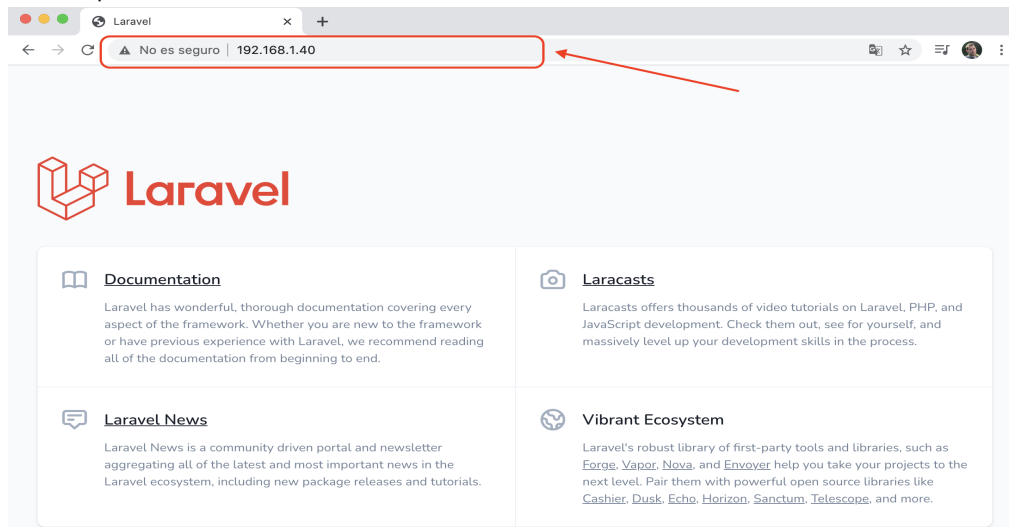 Laravel
No es seguro | 192.168.1.40
Laravel
Documentation
Laravel has wonderful, thorough documentation covering every
aspect of the framework. Whether you are new to the framework
or have previous experience with Laravel, we recommend reading
all of the documentation from beginning to end.
Laracasts
Laracasts offers thousands of video tutorials on Laravel, PHP, and
JavaScript development. Check them out, see for yourself, and
massively level up your development skills in the process.
Laravel News
Laravel News is a community driven portal and newsletter
aggregating all of the latest and most important news in the
Laravel ecosystem, including new package releases and tutorials.
Vibrant Ecosystem
Laravel's robust library of first-party tools and libraries, such as
Forge, Vapor, Nova, and Envoyer help you take your projects to the
next level. Pair them with powerful open source libraries like
Cashier, Dusk, Echo, Horizon, Sanctum, Telescope, and more.